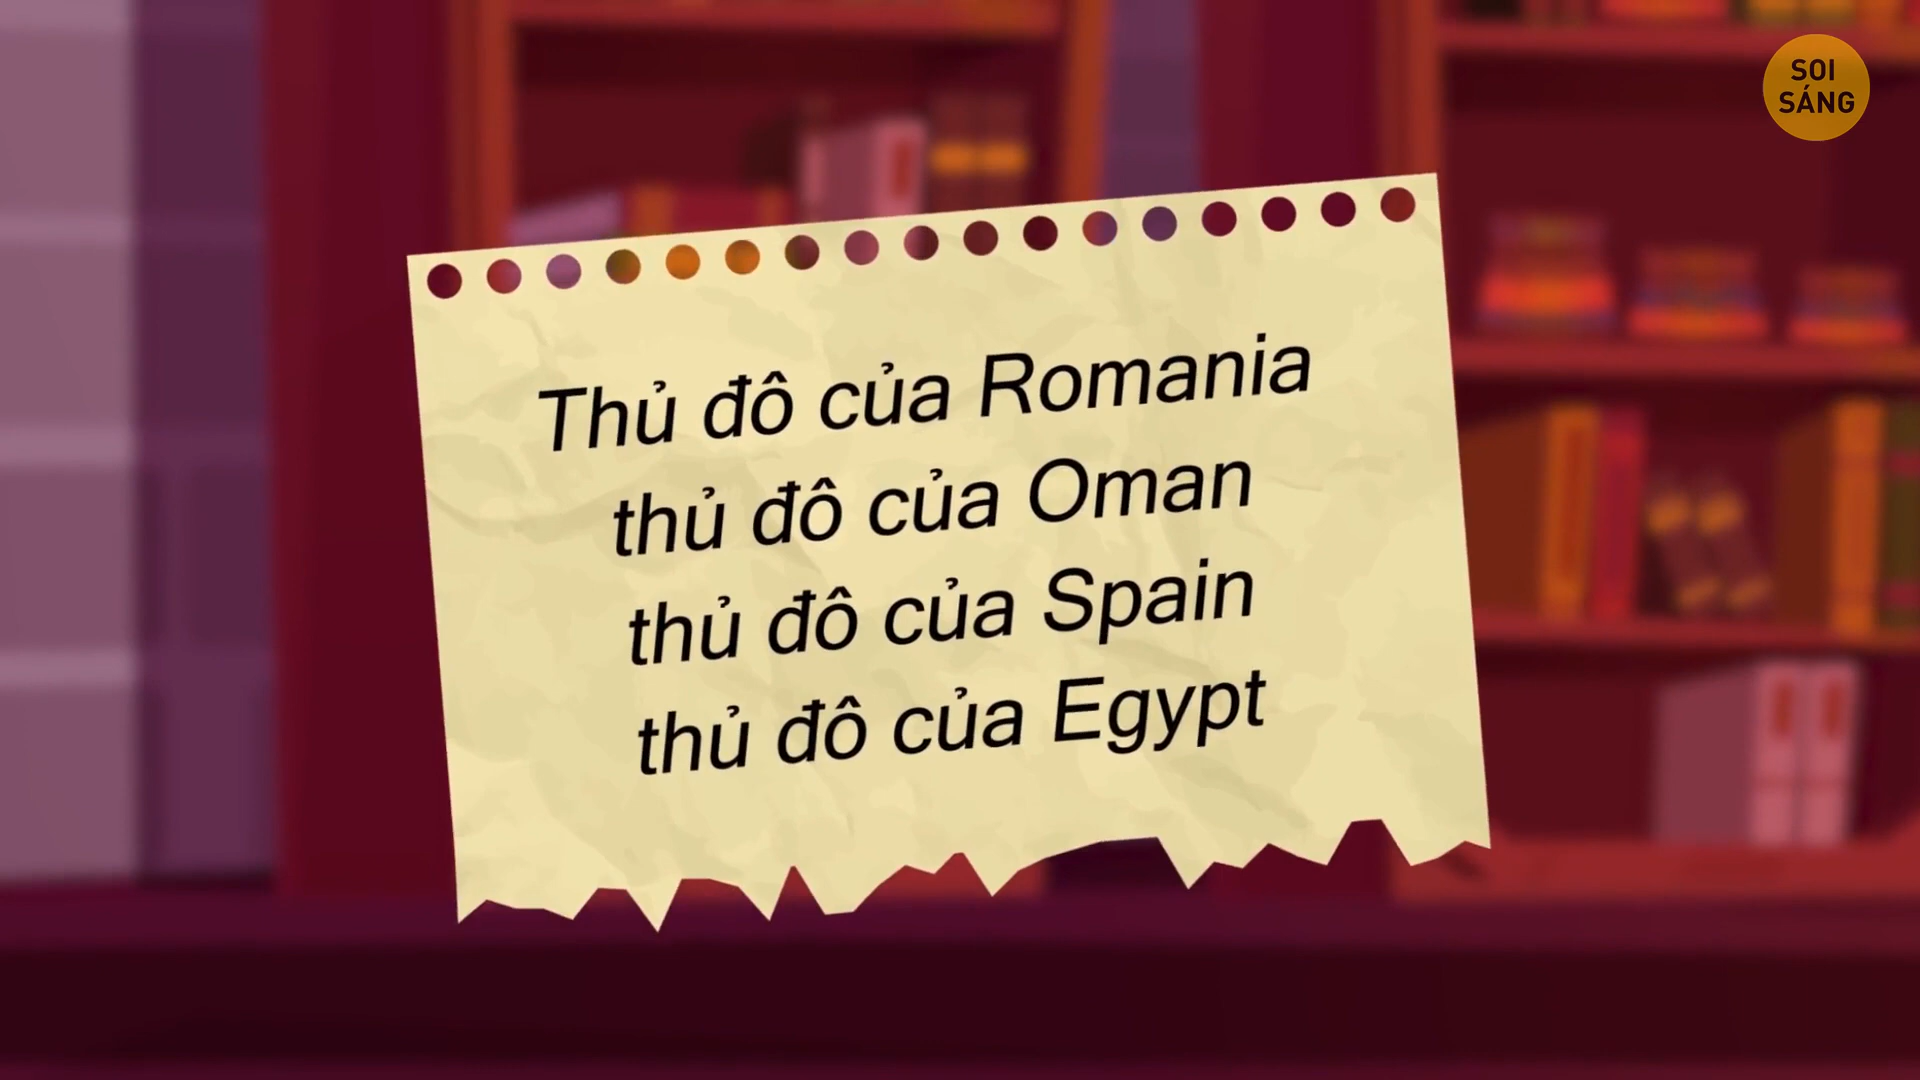 SOI
SÁNG
Thủ đô của Romania
thủ đô của Oman
thủ đô của Spain
thủ đô của Egypt